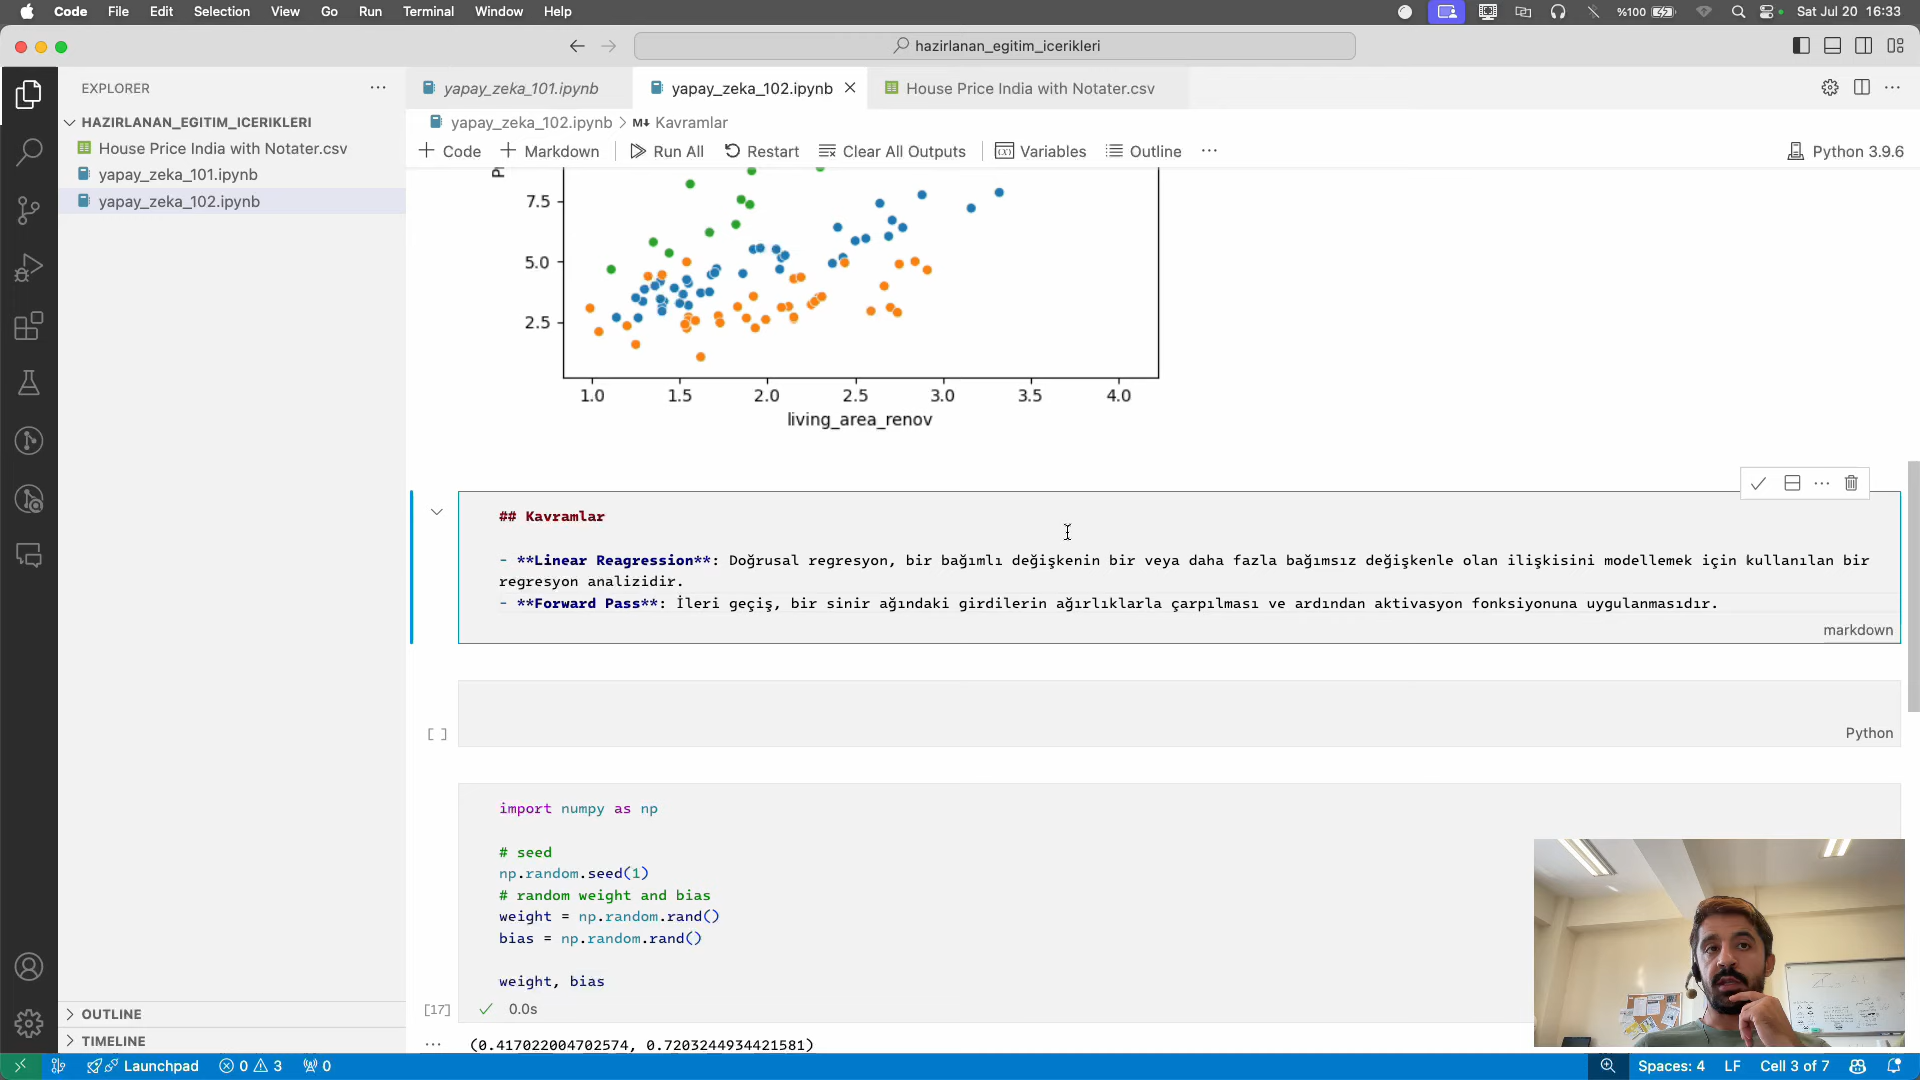 Code File Edit Selection View Go Run Terminal Window Help %100 Sat Jul 20 16:33
hazirlanan_egitim_icerikleri
EXPLORER
yapay_zeka_101.ipynb yapay_zeka_102.ipynb House Price India with Notater.csv
HAZIRLANAN_EGITIM_ICERIKLERI
House Price India with Notater.csv
yapay_zeka_101.ipynb
yapay_zeka_102.ipynb
yapay_zeka_102.ipynb > M↓ Kavramlar
+ Code + Markdown Run All Restart Clear All Outputs Variables Outline ... Python 3.9.6
7.5
5.0
2.5
1.0 1.5 2.0 2.5 3.0 3.5 4.0
living_area_renov
## Kavramlar
- **Linear Reagression**: Doğrusal regresyon, bir bağımlı değişkenin bir veya daha fazla bağımsız değişkenle olan ilişkisini modellemek için kullanılan bir
regresyon analizidir.
- **Forward Pass**: İleri geçiş, bir sinir ağındaki girdilerin ağırlıklarla çarpılması ve ardından aktivasyon fonksiyonuna uygulanmasıdır.
markdown
[ ]
Python
import numpy as np
# seed
np.random.seed(1)
# random weight and bias
weight = np.random.rand()
bias = np.random.rand()
weight, bias
[17] 0.0s
... (0.417022004702574, 0.7203244934421581)
OUTLINE
TIMELINE
Launchpad 0 3 0 Spaces: 4 LF Cell 3 of 7